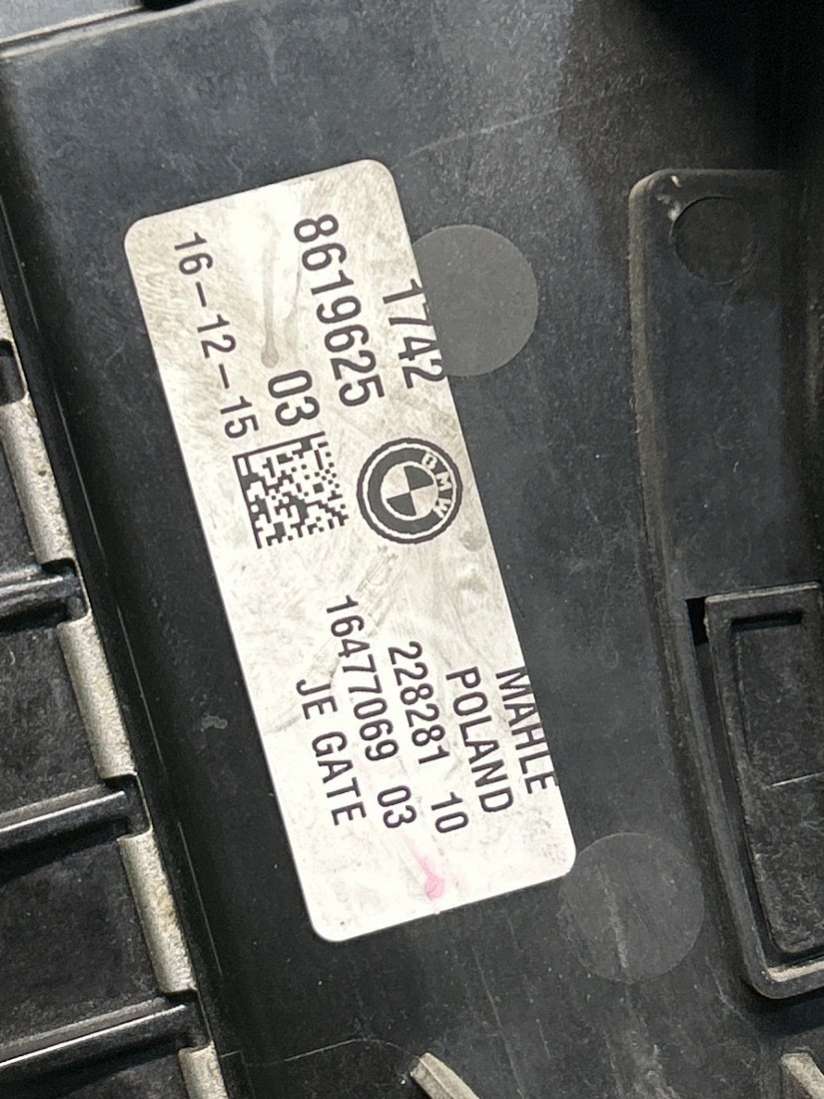 1742
8619625
03
16-12-15
BMW
MAHLE
POLAND
228281 10
16477069 03
JE GATE